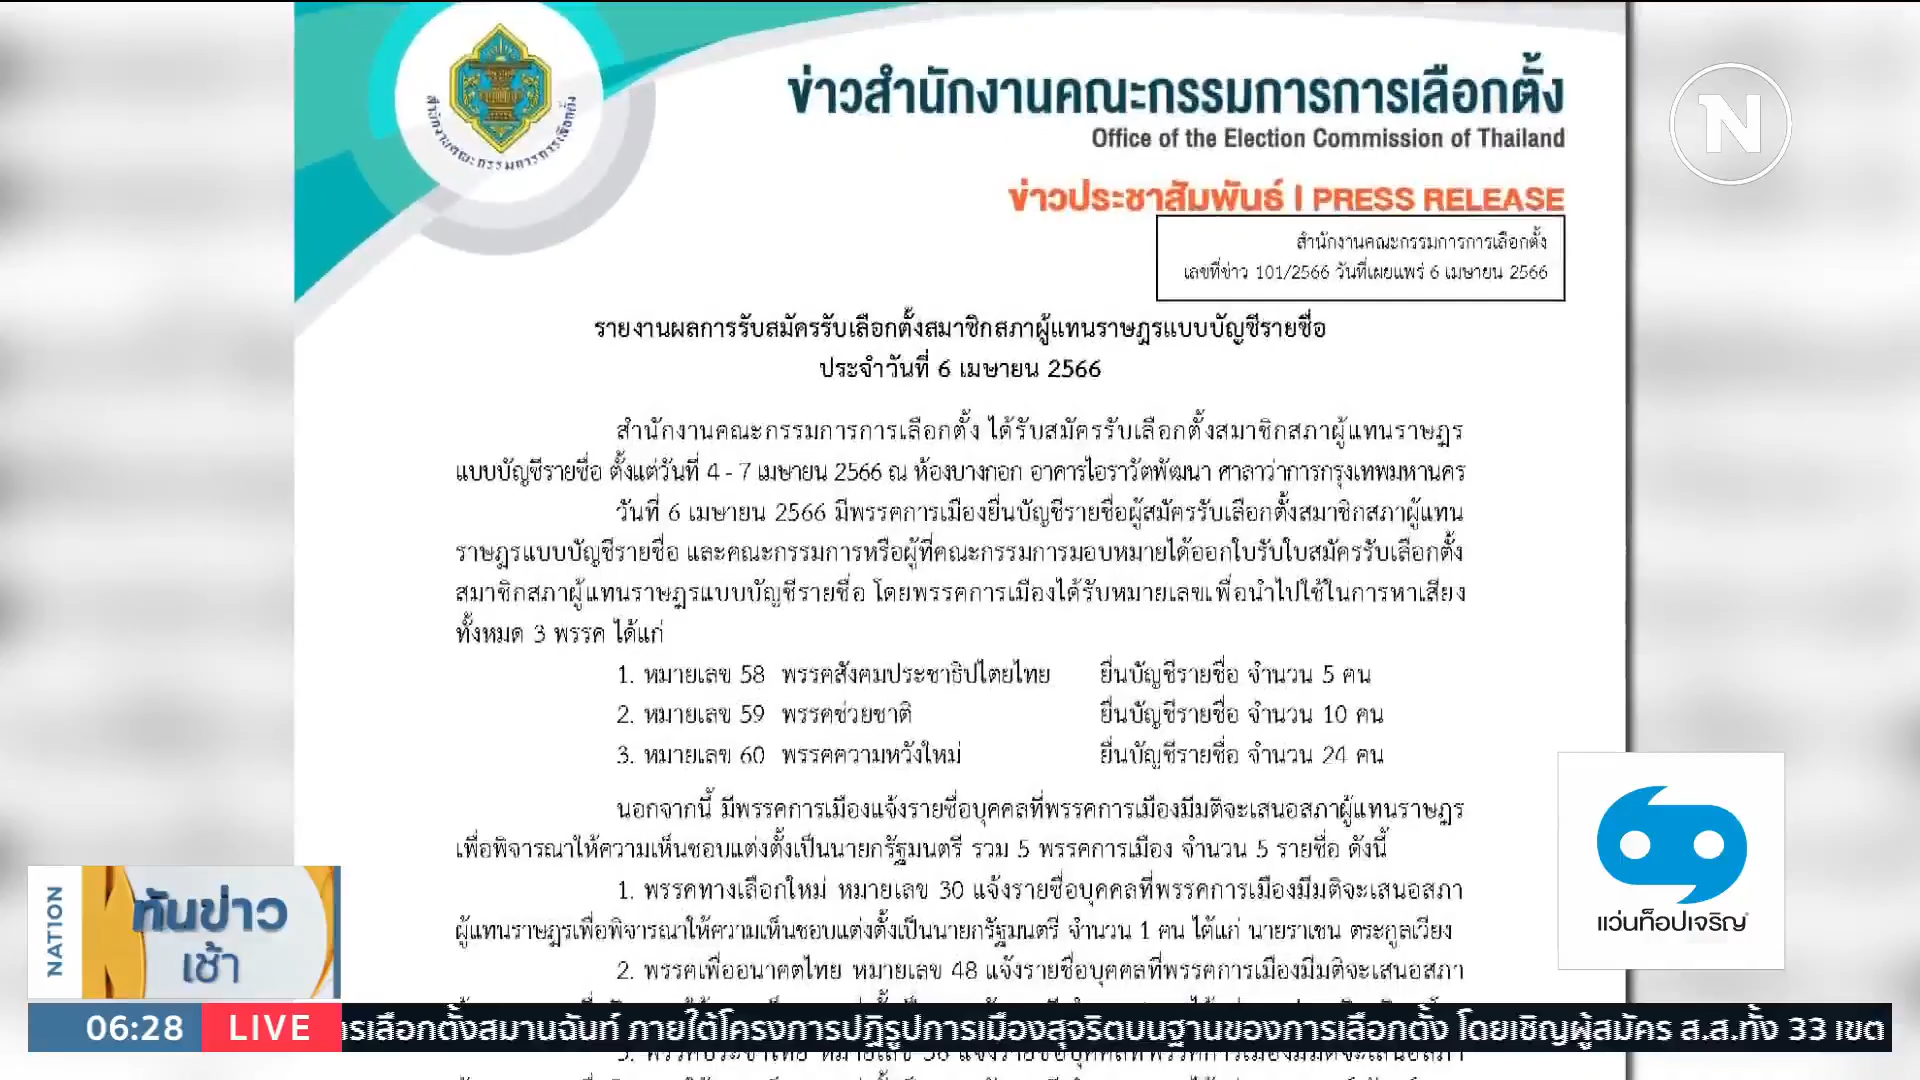 สำนักงานคณะกรรมการการเลือกตั้ง
ข่าวสำนักงานคณะกรรมการการเลือกตั้ง
Office of the Election Commission of Thailand
N
ข่าวประชาสัมพันธ์ | PRESS RELEASE
สำนักงานคณะกรรมการการเลือกตั้ง
เลขที่ข่าว 101/2566 วันที่เผยแพร่ 6 เมษายน 2566
รายงานผลการรับสมัครรับเลือกตั้งสมาชิกสภาผู้แทนราษฎรแบบบัญชีรายชื่อ
ประจำวันที่ 6 เมษายน 2566
สำนักงานคณะกรรมการการเลือกตั้ง ได้รับสมัครรับเลือกตั้งสมาชิกสภาผู้แทนราษฎร
แบบบัญชีรายชื่อ ตั้งแต่วันที่ 4 - 7 เมษายน 2566 ณ ห้องบางกอก อาคารไอราวัตพัฒนา ศาลาว่าการกรุงเทพมหานคร
วันที่ 6 เมษายน 2566 มีพรรคการเมืองยื่นบัญชีรายชื่อผู้สมัครรับเลือกตั้งสมาชิกสภาผู้แทน
ราษฎรแบบบัญชีรายชื่อ และคณะกรรมการหรือผู้ที่คณะกรรมการมอบหมายได้ออกใบรับใบสมัครรับเลือกตั้ง
สมาชิกสภาผู้แทนราษฎรแบบบัญชีรายชื่อ โดยพรรคการเมืองได้รับหมายเลขเพื่อนำไปใช้ในการหาเสียง
ทั้งหมด 3 พรรค ได้แก่
1. หมายเลข 58 พรรคสังคมประชาธิปไตยไทย ยื่นบัญชีรายชื่อ จำนวน 5 คน
2. หมายเลข 59 พรรคช่วยชาติ ยื่นบัญชีรายชื่อ จำนวน 10 คน
3. หมายเลข 60 พรรคความหวังใหม่ ยื่นบัญชีรายชื่อ จำนวน 24 คน
นอกจากนี้ มีพรรคการเมืองแจ้งรายชื่อบุคคลที่พรรคการเมืองมีมติจะเสนอสภาผู้แทนราษฎร
เพื่อพิจารณาให้ความเห็นชอบแต่งตั้งเป็นนายกรัฐมนตรี รวม 5 พรรคการเมือง จำนวน 5 รายชื่อ ดังนี้
1. พรรคทางเลือกใหม่ หมายเลข 30 แจ้งรายชื่อบุคคลที่พรรคการเมืองมีมติจะเสนอสภา
ผู้แทนราษฎรเพื่อพิจารณาให้ความเห็นชอบแต่งตั้งเป็นนายกรัฐมนตรี จำนวน 1 คน ได้แก่ นายราเชน ตระกูลเวียง
2. พรรคเพื่ออนาคตไทย หมายเลข 48 แจ้งรายชื่อบุคคลที่พรรคการเมืองมีมติจะเสนอสภา
แว่นท็อปเจริญ
NATION
ทันข่าว
เช้า
06:28 LIVE
รเลือกตั้งสมานฉันท์ ภายใต้โครงการปฏิรูปการเมืองสุจริตบนฐานของการเลือกตั้ง โดยเชิญผู้สมัคร ส.ส.ทั้ง 33 เขต